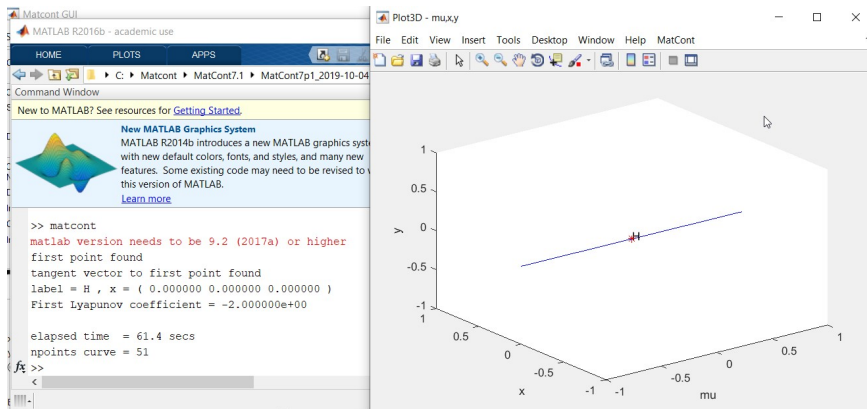 Matcont GUI
MATLAB R2016b - academic use
HOME PLOTS APPS
C: Matcont MatCont7.1 MatCont7p1_2019-10-04
Command Window
New to MATLAB? See resources for Getting Started.
New MATLAB Graphics System
MATLAB R2014b introduces a new MATLAB graphics syste
with new default colors, fonts, and styles, and many new
features. Some existing code may need to be revised to
this version of MATLAB.
Learn more
>> matcont
matlab version needs to be 9.2 (2017a) or higher
first point found
tangent vector to first point found
label = H , x = ( 0.000000 0.000000 0.000000 )
First Lyapunov coefficient = -2.000000e+00
elapsed time = 61.4 secs
npoints curve = 51
fx >>
Plot3D - mu,x,y
File Edit View Insert Tools Desktop Window Help MatCont
1
0.5
0
-0.5
-1
y
H
1
0.5
0
-0.5
-1
x
-1
-0.5
0
0.5
1
mu